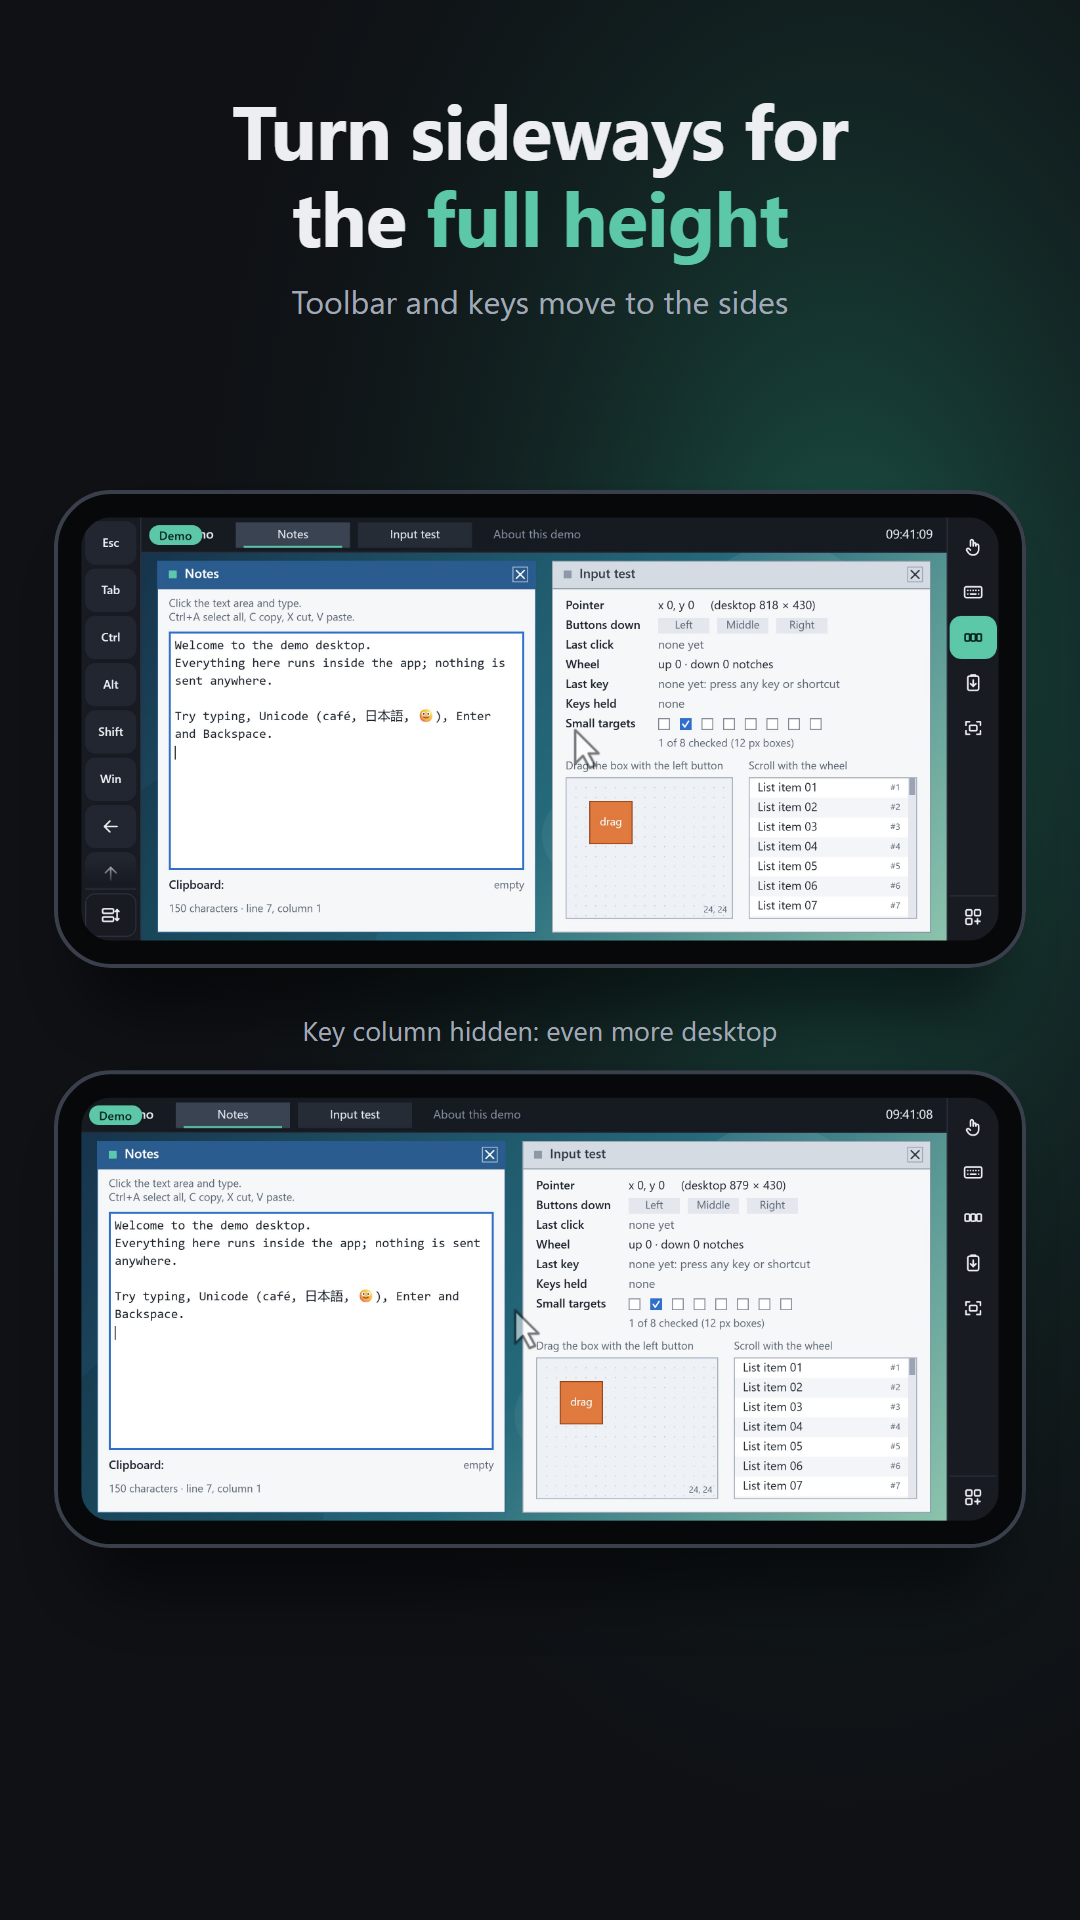 Turn sideways for
the full height
Toolbar and keys move to the sides
Esc
Tab
Ctrl
Alt
Shift
Win
Demo
Notes
Input test
About this demo
09:41:09
Notes
Click the text area and type.
Ctrl+A select all, C copy, X cut, V paste.
Welcome to the demo desktop.
Everything here runs inside the app; nothing is
sent anywhere.
Try typing, Unicode (café, 日本語, 😀), Enter
and Backspace.
Clipboard:
empty
150 characters · line 7, column 1
Input test
Pointer x 0, y 0 (desktop 818 × 430)
Buttons down Left Middle Right
Last click none yet
Wheel up 0 · down 0 notches
Last key none yet: press any key or shortcut
Keys held none
Small targets
1 of 8 checked (12 px boxes)
Drag the box with the left button
drag
24, 24
Scroll with the wheel
List item 01 #1
List item 02 #2
List item 03 #3
List item 04 #4
List item 05 #5
List item 06 #6
List item 07 #7
Key column hidden: even more desktop
Demo
Notes
Input test
About this demo
09:41:08
Notes
Click the text area and type.
Ctrl+A select all, C copy, X cut, V paste.
Welcome to the demo desktop.
Everything here runs inside the app; nothing is sent
anywhere.
Try typing, Unicode (café, 日本語, 😀), Enter and
Backspace.
Clipboard:
empty
150 characters · line 7, column 1
Input test
Pointer x 0, y 0 (desktop 879 × 430)
Buttons down Left Middle Right
Last click none yet
Wheel up 0 · down 0 notches
Last key none yet: press any key or shortcut
Keys held none
Small targets
1 of 8 checked (12 px boxes)
Drag the box with the left button
drag
24, 24
Scroll with the wheel
List item 01 #1
List item 02 #2
List item 03 #3
List item 04 #4
List item 05 #5
List item 06 #6
List item 07 #7